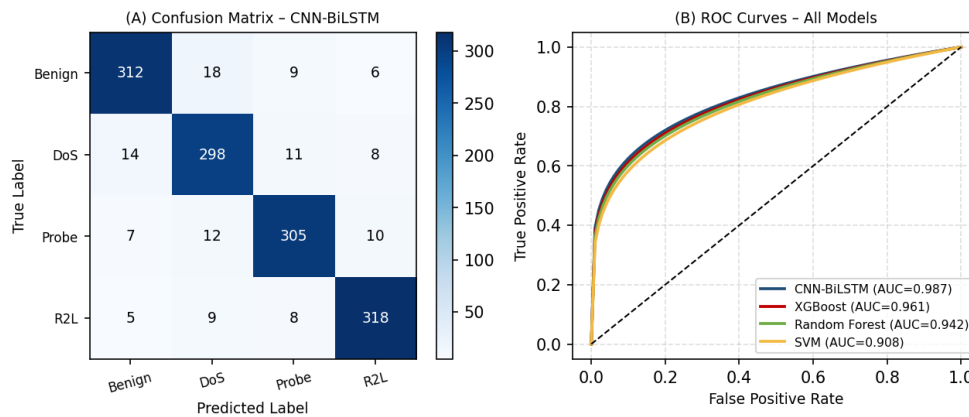 (A) Confusion Matrix – CNN-BiLSTM
True Label
Benign
DoS
Probe
R2L
312 18 9 6
14 298 11 8
7 12 305 10
5 9 8 318
Benign DoS Probe R2L
Predicted Label
300
250
200
150
100
50
(B) ROC Curves – All Models
True Positive Rate
1.0
0.8
0.6
0.4
0.2
0.0
CNN-BiLSTM (AUC=0.987)
XGBoost (AUC=0.961)
Random Forest (AUC=0.942)
SVM (AUC=0.908)
0.0 0.2 0.4 0.6 0.8 1.0
False Positive Rate